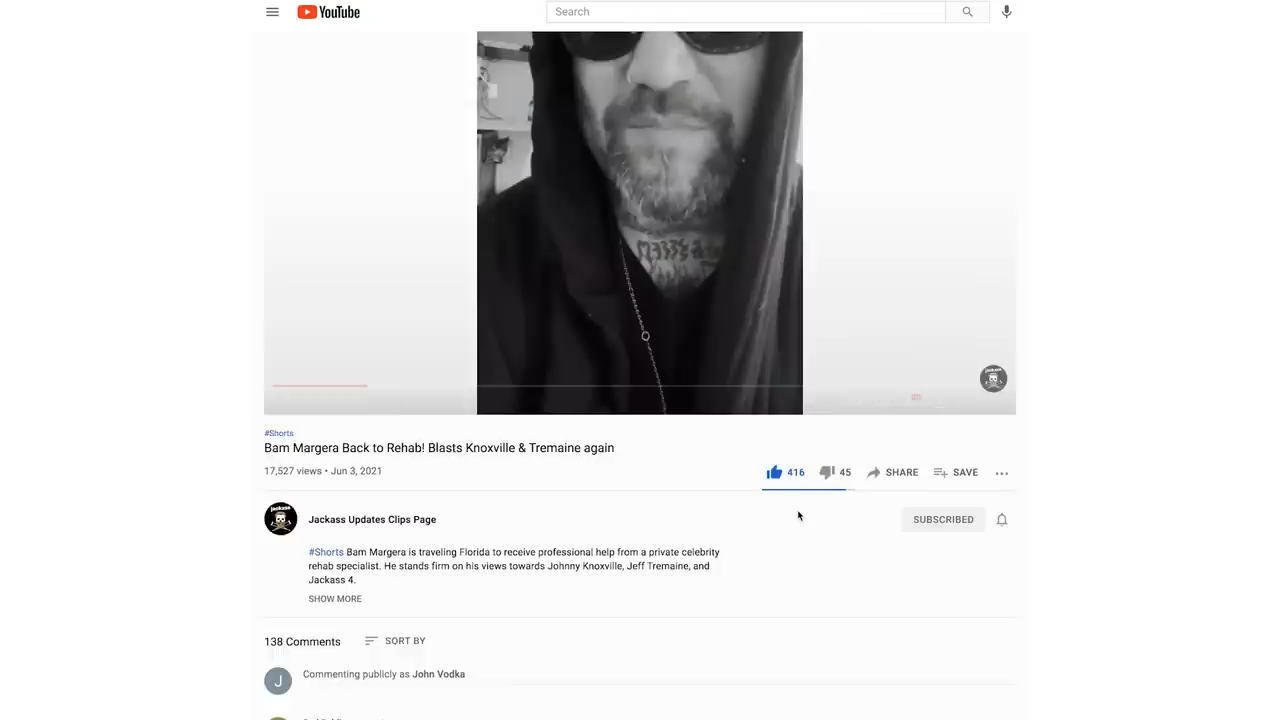 YouTube
Search
#Shorts
Bam Margera Back to Rehab! Blasts Knoxville & Tremaine again
17,527 views • Jun 3, 2021
416
45
SHARE
SAVE
Jackass Updates Clips Page
SUBSCRIBED
#Shorts Bam Margera is traveling Florida to receive professional help from a private celebrity
rehab specialist. He stands firm on his views towards Johnny Knoxville, Jeff Tremaine, and
Jackass 4.
SHOW MORE
138 Comments
SORT BY
J
Commenting publicly as John Vodka